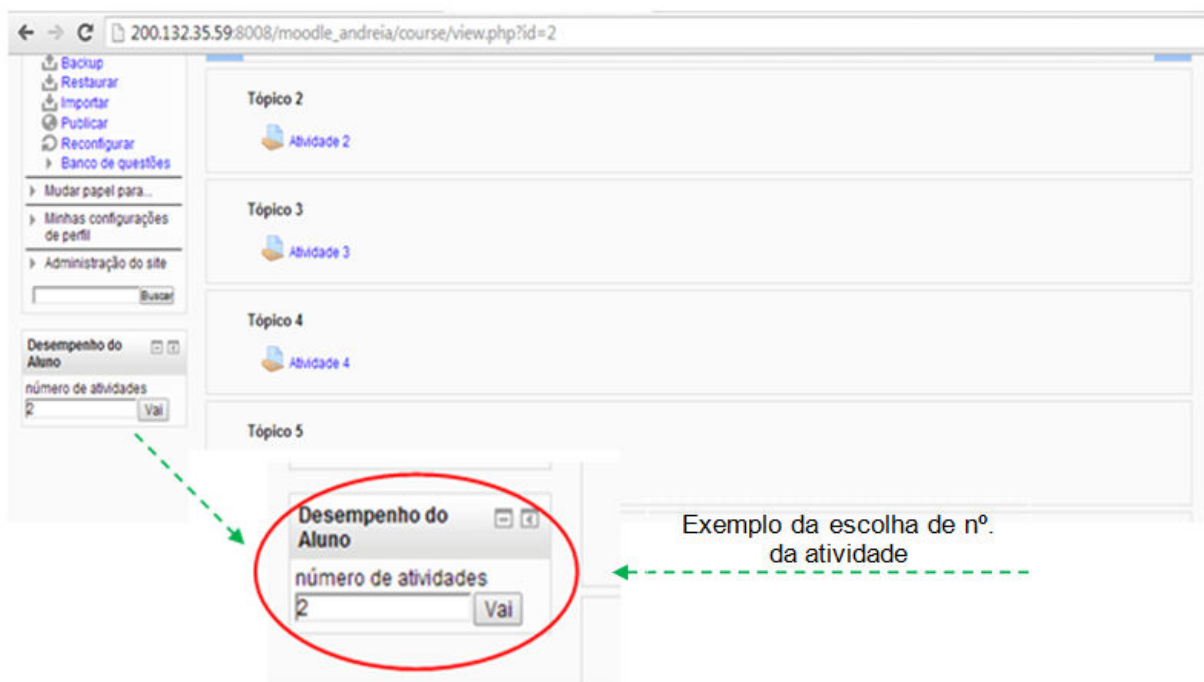 200.132.35.59:8008/moodle_andreia/course/view.php?id=2
Backup
Restaurar
Importar
Publicar
Reconfigurar
Banco de questões
Mudar papel para...
Minhas configurações
de perfil
Administração do site
Buscar
Desempenho do
Aluno
número de atividades
2 Vai
Tópico 2
Atividade 2
Tópico 3
Atividade 3
Tópico 4
Atividade 4
Tópico 5
Desempenho do
Aluno
número de atividades
2 Vai
Exemplo da escolha de nº.
da atividade